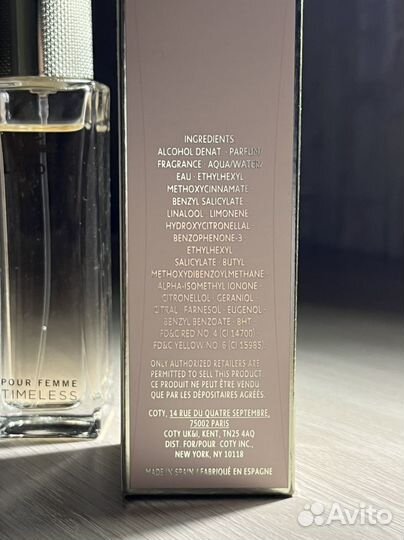 INGREDIENTS
ALCOHOL DENAT · PARFUM/
FRAGRANCE · AQUA/WATER/
EAU · ETHYLHEXYL
METHOXYCINNAMATE ·
BENZYL SALICYLATE
LINALOOL · LIMONENE
HYDROXYCITRONELLAL ·
BENZOPHENONE-3
ETHYLHEXYL
SALICYLATE · BUTYL
METHOXYDIBENZOYLMETHANE ·
ALPHA-ISOMETHYL IONONE ·
CITRONELLOL · GERANIOL ·
CITRAL · FARNESOL · EUGENOL ·
BENZYL BENZOATE · BHT ·
FD&C RED NO. 4 (CI 14700) ·
FD&C YELLOW NO. 6 (CI 15985)
ONLY AUTHORIZED RETAILERS ARE
PERMITTED TO SELL THIS PRODUCT
CE PRODUIT NE PEUT ÊTRE VENDU
QUE PAR LES DÉPOSITAIRES AGRÉÉS.
COTY, 14 RUE DU QUATRE SEPTEMBRE,
75002 PARIS
COTY UK&I, KENT, TN25 4AQ
DIST. FOR/POUR COTY INC.,
NEW YORK, NY 10118
MADE IN SPAIN / FABRIQUÉ EN ESPAGNE
POUR FEMME
TIMELESS
Avito